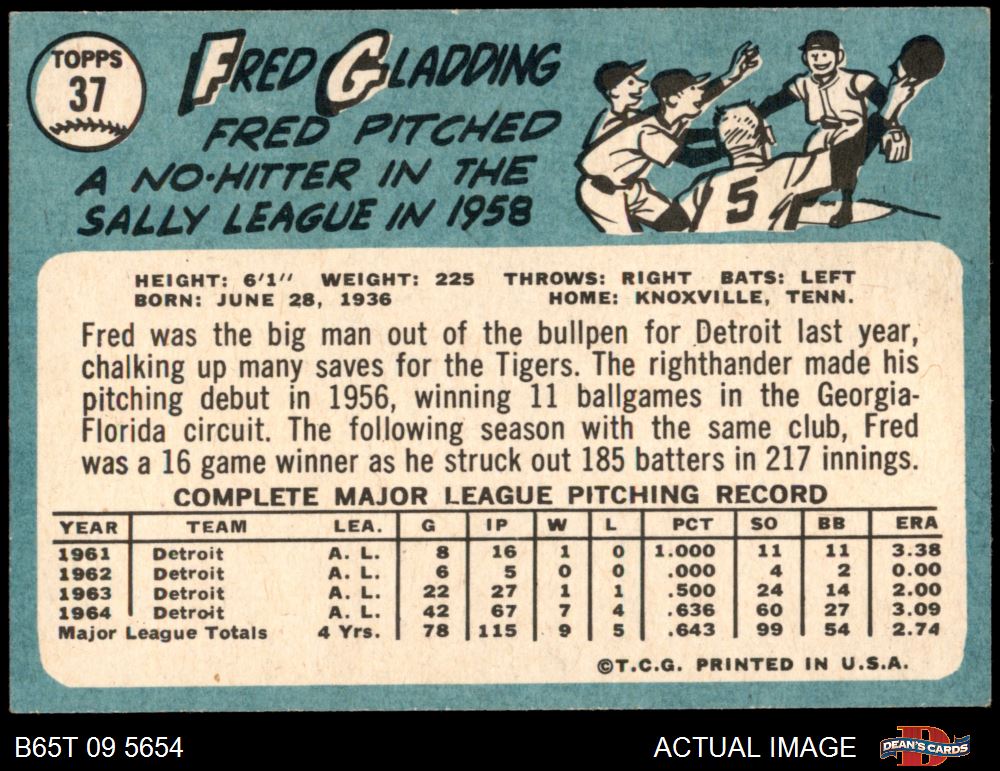 TOPPS
37
FRED GLADDING
FRED PITCHED
A NO-HITTER IN THE
SALLY LEAGUE IN 1958
5
HEIGHT: 6'1" WEIGHT: 225 THROWS: RIGHT BATS: LEFT
BORN: JUNE 28, 1936 HOME: KNOXVILLE, TENN.
Fred was the big man out of the bullpen for Detroit last year,
chalking up many saves for the Tigers. The righthander made his
pitching debut in 1956, winning 11 ballgames in the Georgia-
Florida circuit. The following season with the same club, Fred
was a 16 game winner as he struck out 185 batters in 217 innings.
COMPLETE MAJOR LEAGUE PITCHING RECORD
YEAR TEAM LEA. G IP W L PCT SO BB ERA
1961 Detroit A. L. 8 16 1 0 1.000 11 11 3.38
1962 Detroit A. L. 6 5 0 0 .000 4 2 0.00
1963 Detroit A. L. 22 27 1 1 .500 24 14 2.00
1964 Detroit A. L. 42 67 7 4 .636 60 27 3.09
Major League Totals 4 Yrs. 78 115 9 5 .643 99 54 2.74
©T.C.G. PRINTED IN U.S.A.
B65T 09 5654 ACTUAL IMAGE D DEAN'S CARDS